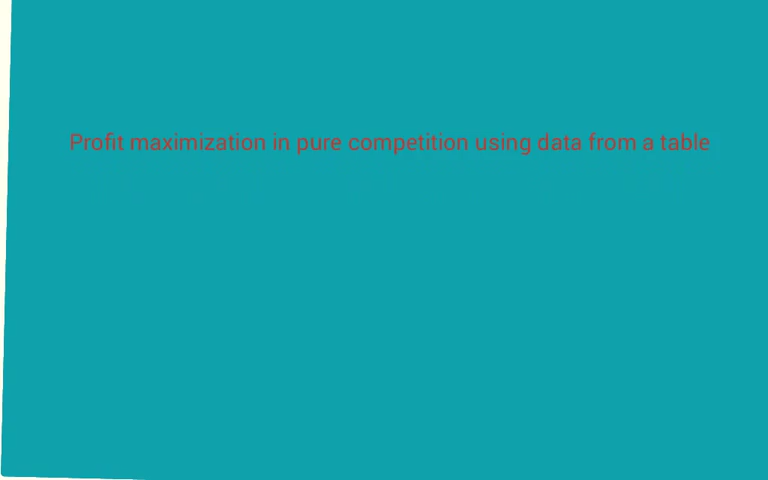 Profit maximization in pure competition using data from a table